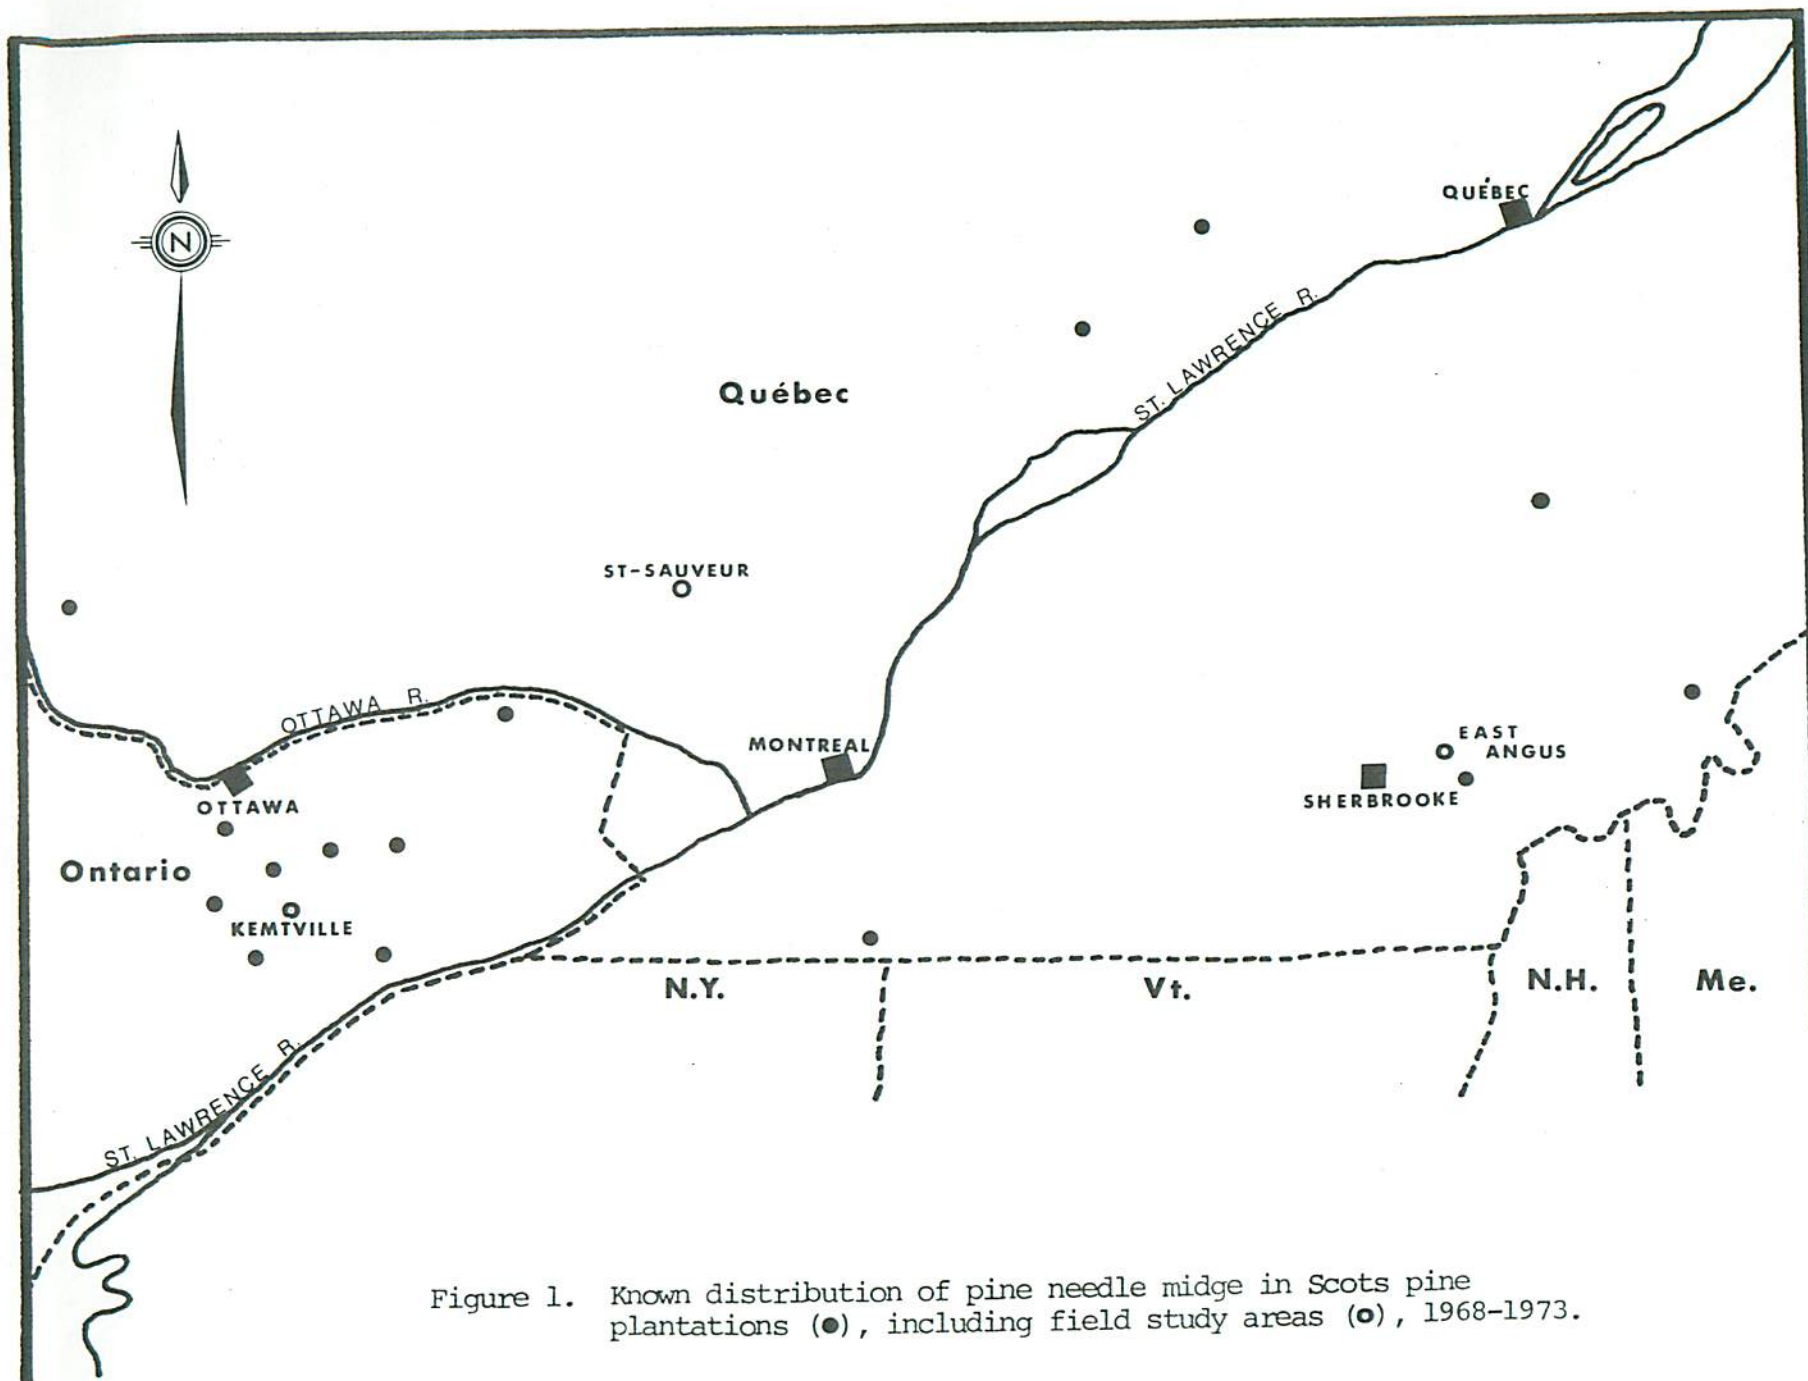 N
QUÉBEC
ST. LAWRENCE R.
Québec
ST-SAUVEUR
OTTAWA R.
MONTREAL
EAST
ANGUS
SHERBROOKE
OTTAWA
Ontario
KEMTVILLE
N.Y.
Vt.
N.H.
Me.
ST. LAWRENCE R.
Figure 1. Known distribution of pine needle midge in Scots pine
plantations (●), including field study areas (o), 1968-1973.